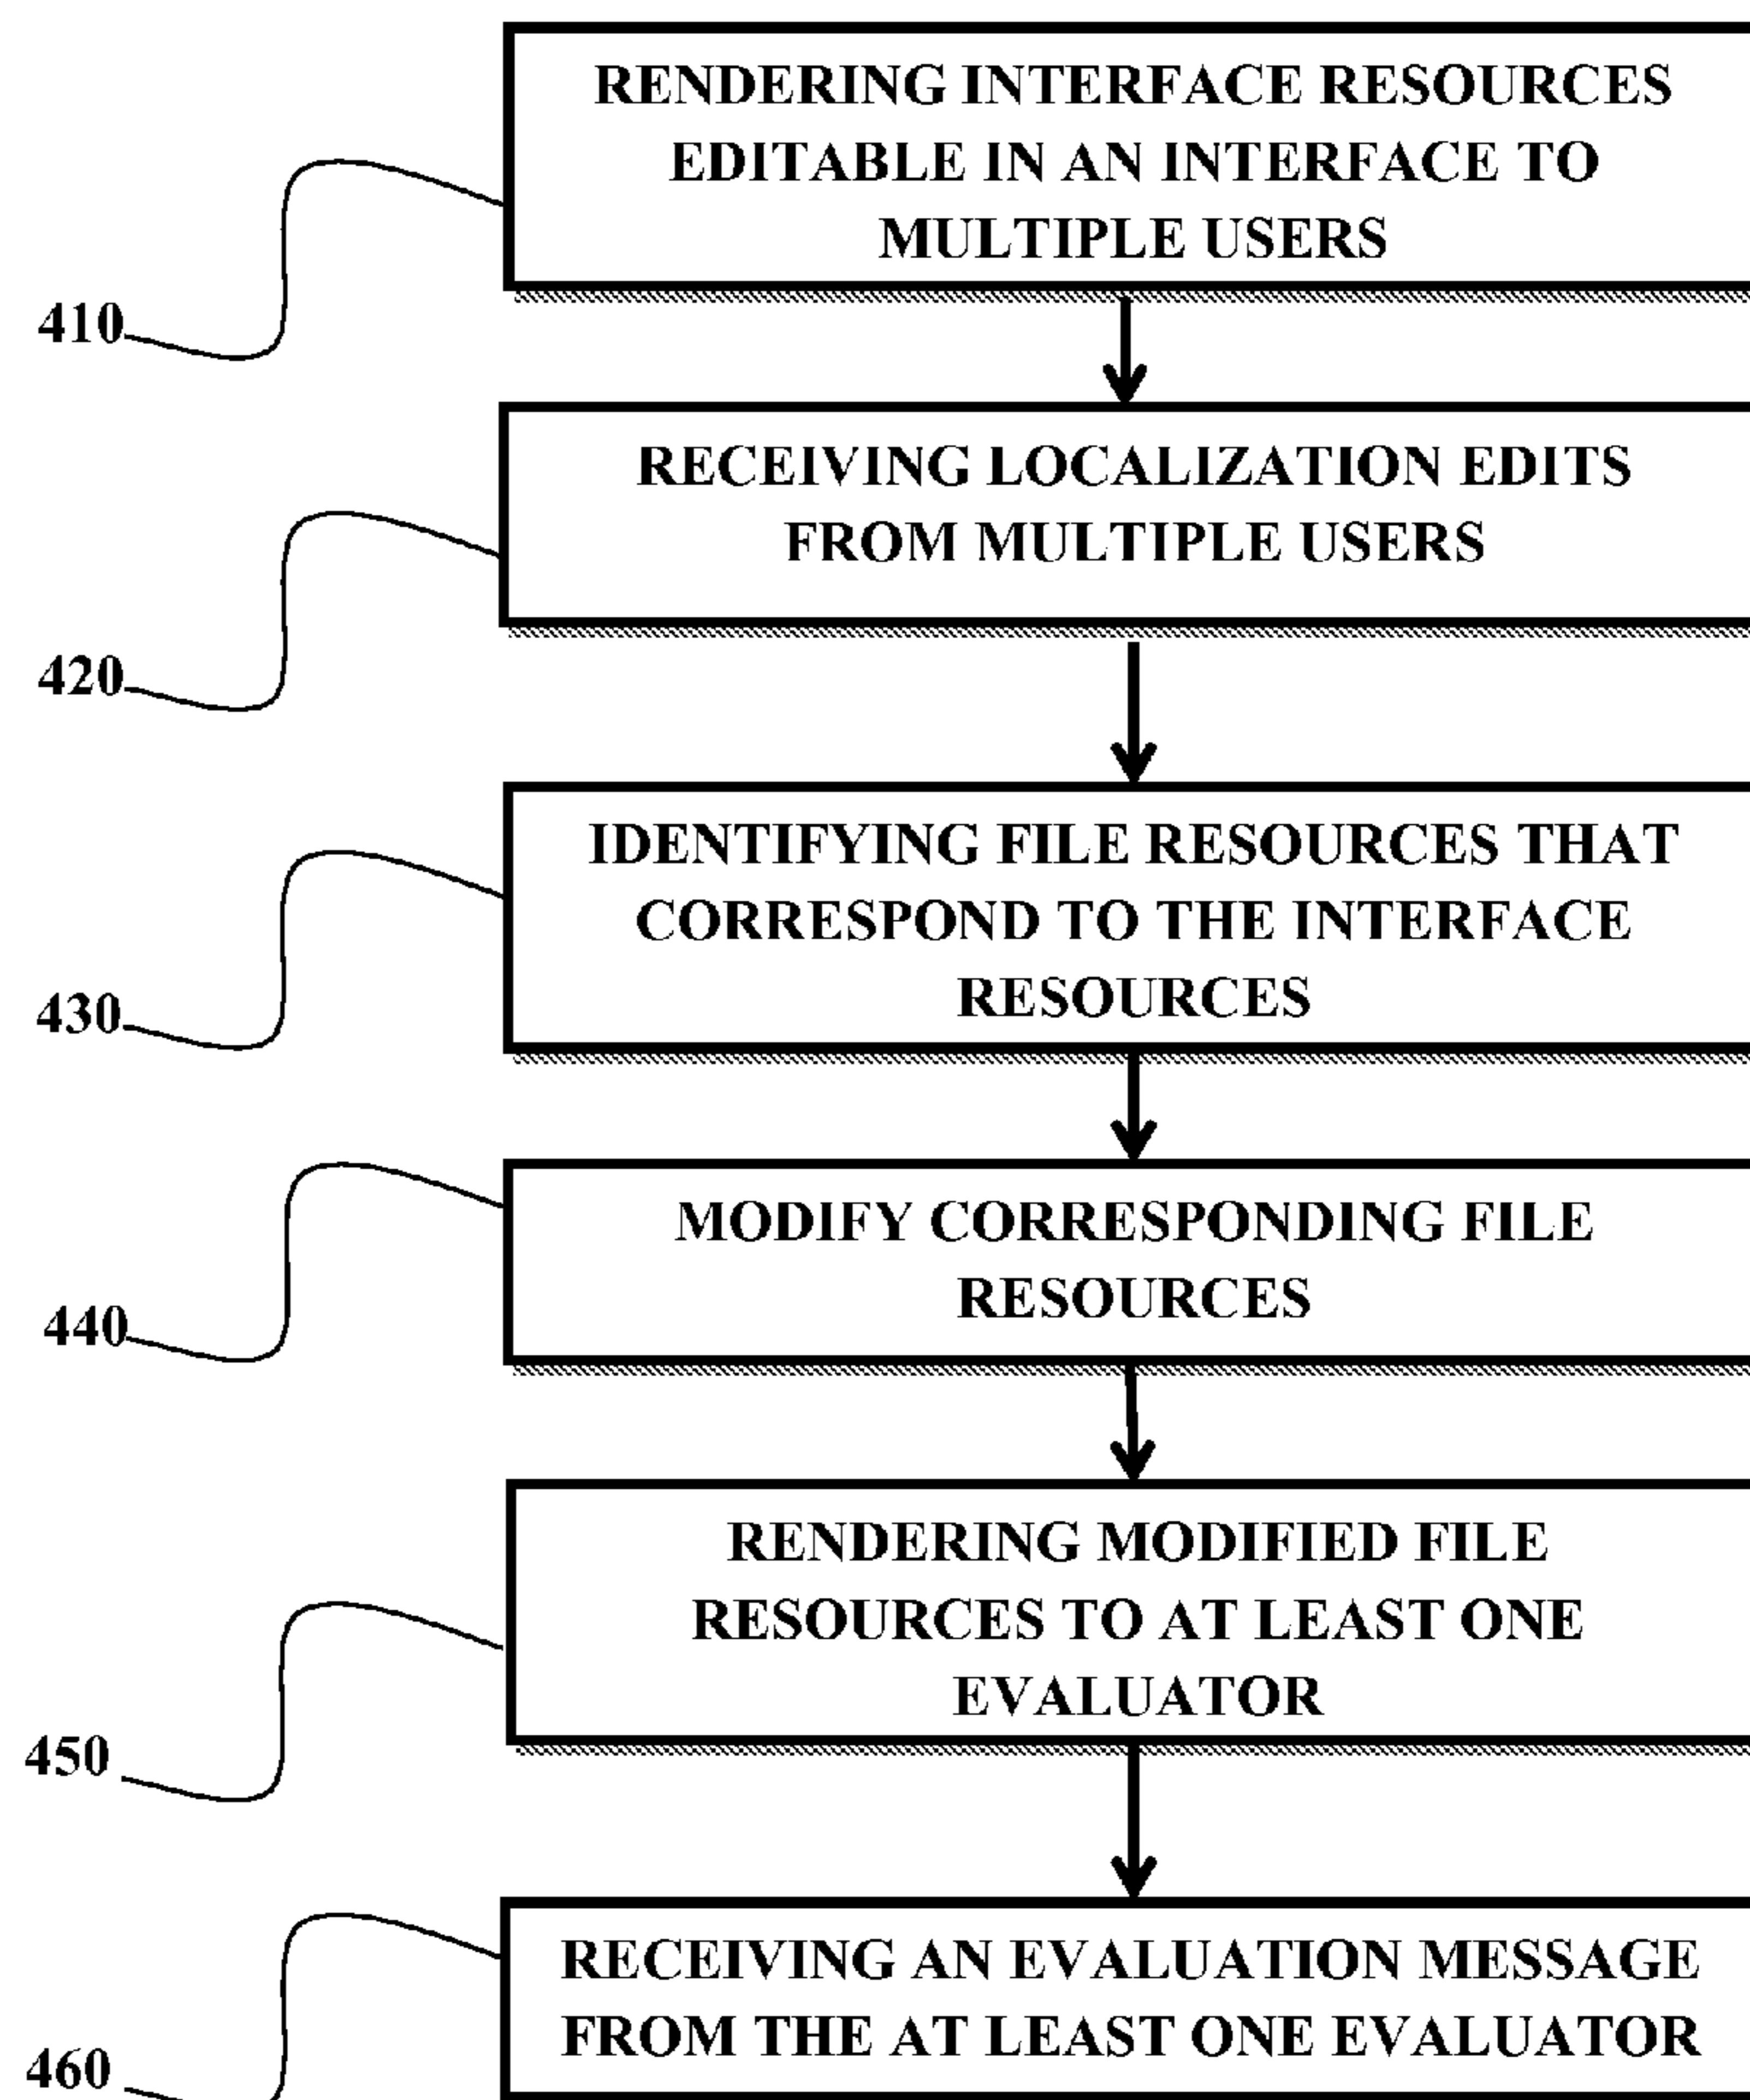 RENDERING INTERFACE RESOURCES
EDITABLE IN AN INTERFACE TO
MULTIPLE USERS
410
RECEIVING LOCALIZATION EDITS
FROM MULTIPLE USERS
420
IDENTIFYING FILE RESOURCES THAT
CORRESPOND TO THE INTERFACE
RESOURCES
430
MODIFY CORRESPONDING FILE
RESOURCES
440
RENDERING MODIFIED FILE
RESOURCES TO AT LEAST ONE
EVALUATOR
450
RECEIVING AN EVALUATION MESSAGE
FROM THE AT LEAST ONE EVALUATOR
460